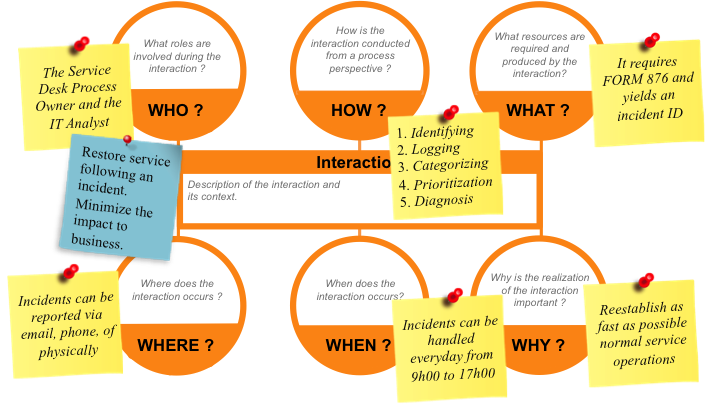 What roles are
involved during the
interaction ?
WHO ?
The Service
Desk Process
Owner and the
IT Analyst
How is the
interaction conducted
from a process
perspective ?
HOW ?
1. Identifying
2. Logging
3. Categorizing
4. Prioritization
5. Diagnosis
What resources are
required and
produced by the
interaction?
WHAT ?
It requires
FORM 876 and
yields an
incident ID
Interactio
Description of the interaction and
its context.
Restore service
following an
incident.
Minimize the
impact to
business.
Where does the
interaction occurs ?
WHERE ?
Incidents can be
reported via
email, phone, of
physically
When does the
interaction occurs?
WHEN ?
Incidents can be
handled
everyday from
9h00 to 17h00
Why is the realization
of the interaction
important ?
WHY ?
Reestablish as
fast as possible
normal service
operations